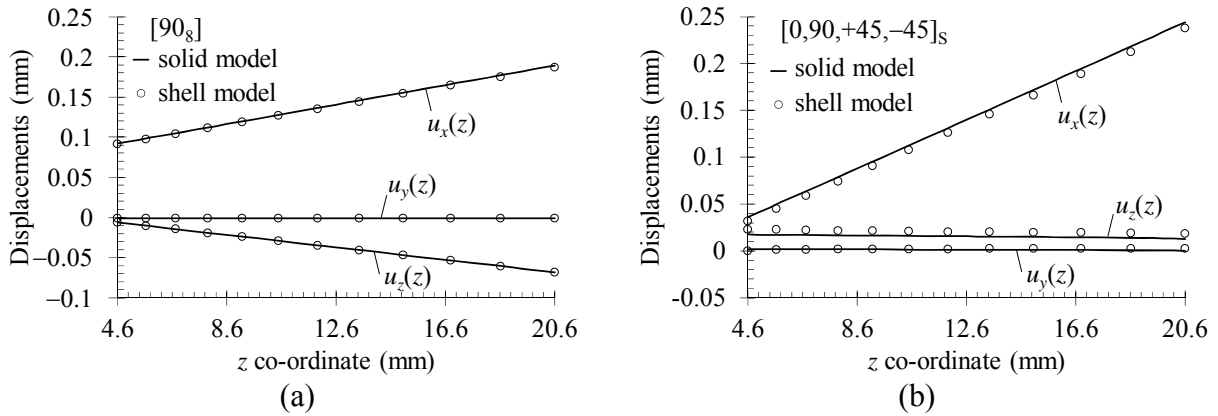 0.25
0.2
0.15
0.1
0.05
0
−0.05
−0.1
Displacements (mm)
[90₈]
solid model
shell model
uₓ(z)
u_y(z)
u_z(z)
4.6 8.6 12.6 16.6 20.6
z co-ordinate (mm)
(a)
0.25
0.2
0.15
0.1
0.05
0
-0.05
Displacements (mm)
[0,90,+45,−45]S
solid model
shell model
uₓ(z)
u_z(z)
u_y(z)
4.6 8.6 12.6 16.6 20.6
z co-ordinate (mm)
(b)